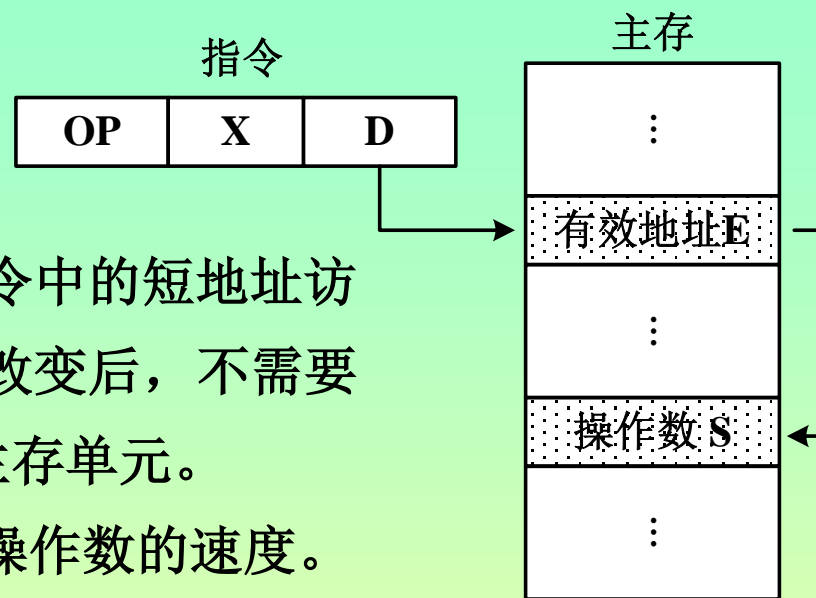 指令
主存
OP X D
⋮
有效地址E
令中的短地址访
改变后，不需要
⋮
操作数 S
主存单元。
操作数的速度。
⋮